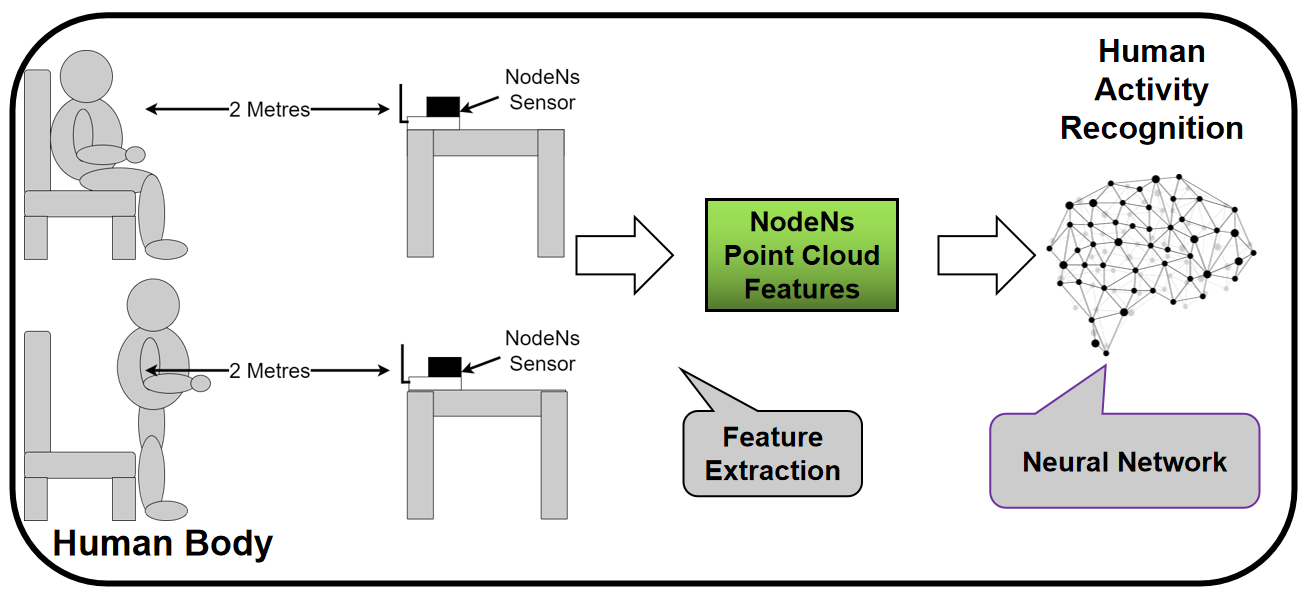 2 Metres
NodeNs
Sensor
2 Metres
NodeNs
Sensor
Human Body
NodeNs
Point Cloud
Features
Feature
Extraction
Human
Activity
Recognition
Neural Network